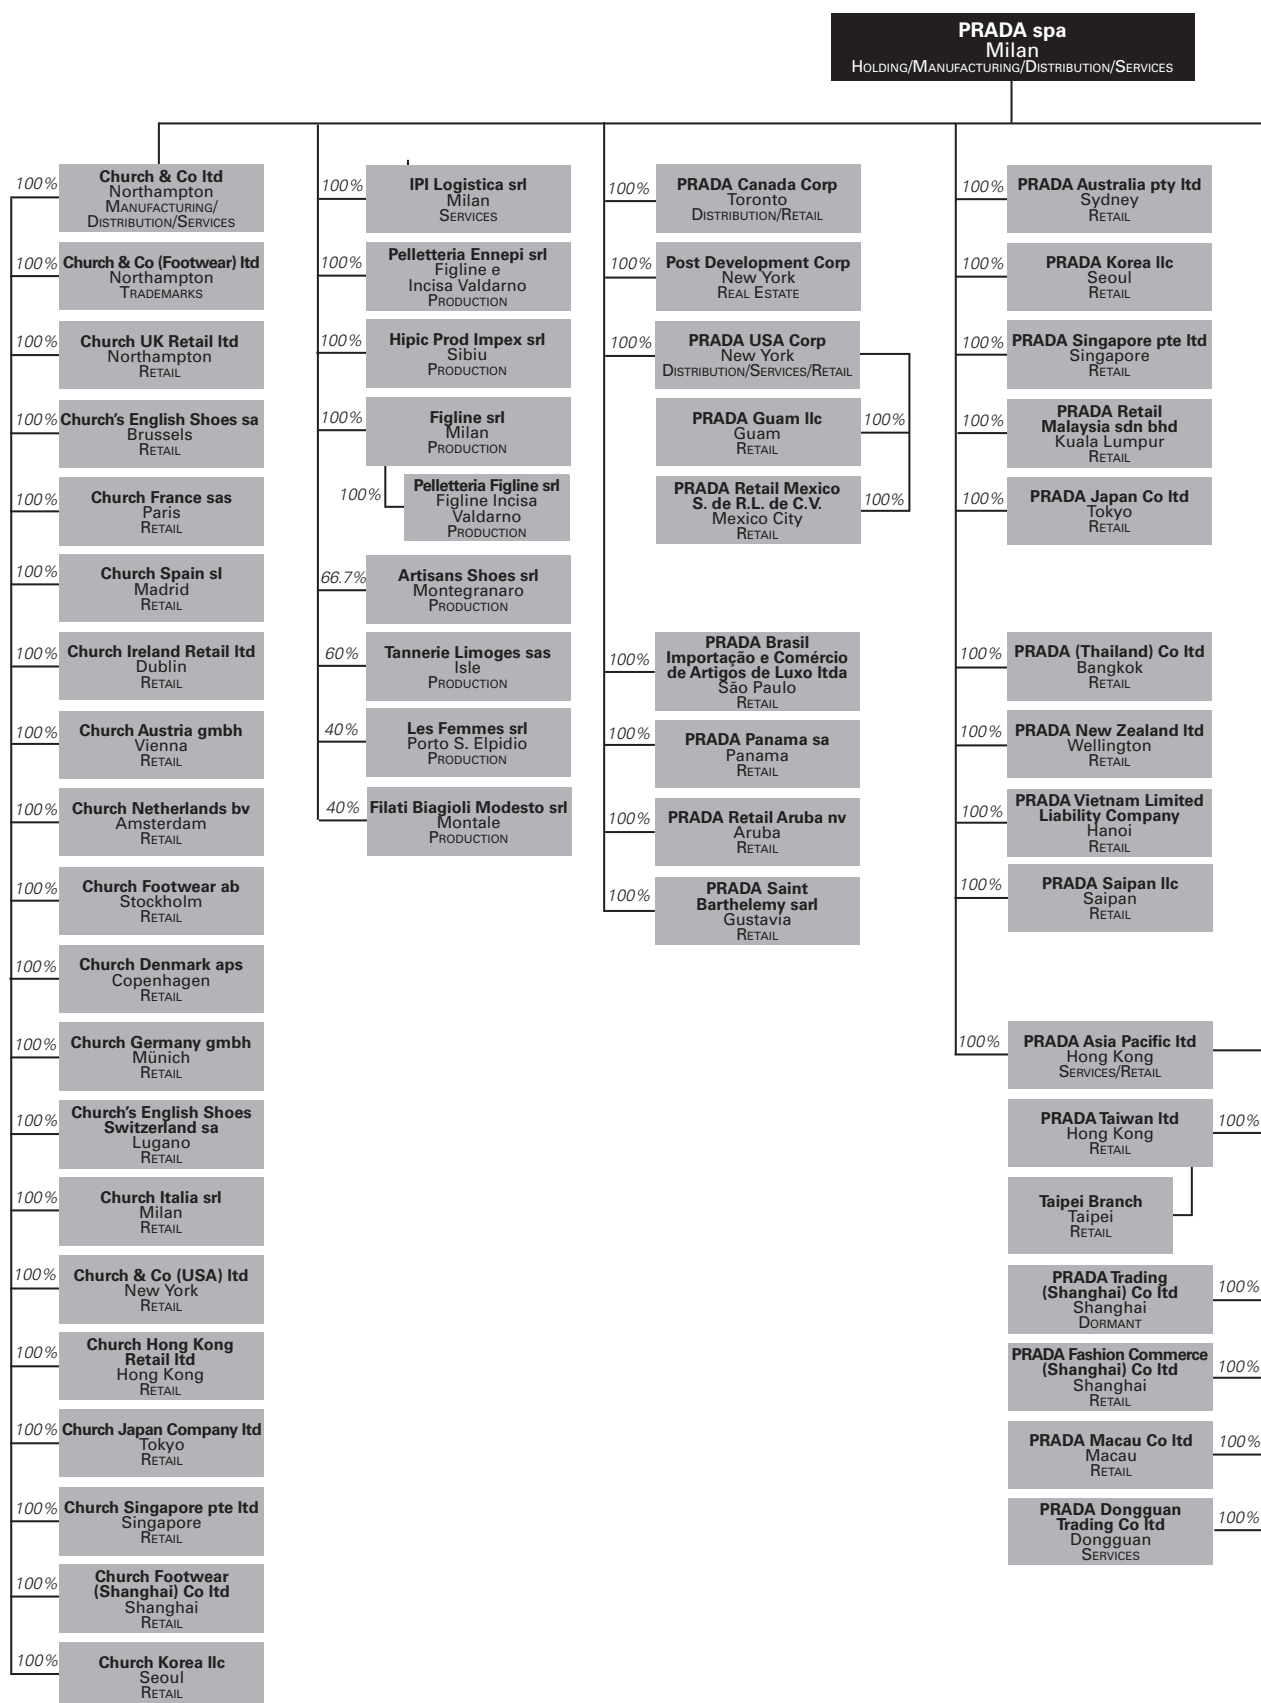 PRADA spa
Milan
HOLDING/MANUFACTURING/DISTRIBUTION/SERVICES
100%
Church & Co ltd
Northampton
MANUFACTURING/
DISTRIBUTION/SERVICES
100%
Church & Co (Footwear) ltd
Northampton
TRADEMARKS
100%
Church UK Retail ltd
Northampton
RETAIL
100%
Church's English Shoes sa
Brussels
RETAIL
100%
Church France sas
Paris
RETAIL
100%
Church Spain sl
Madrid
RETAIL
100%
Church Ireland Retail ltd
Dublin
RETAIL
100%
Church Austria gmbh
Vienna
RETAIL
100%
Church Netherlands bv
Amsterdam
RETAIL
100%
Church Footwear ab
Stockholm
RETAIL
100%
Church Denmark aps
Copenhagen
RETAIL
100%
Church Germany gmbh
Münich
RETAIL
100%
Church's English Shoes
Switzerland sa
Lugano
RETAIL
100%
Church Italia srl
Milan
RETAIL
100%
Church & Co (USA) ltd
New York
RETAIL
100%
Church Hong Kong
Retail ltd
Hong Kong
RETAIL
100%
Church Japan Company ltd
Tokyo
RETAIL
100%
Church Singapore pte ltd
Singapore
RETAIL
100%
Church Footwear
(Shanghai) Co ltd
Shanghai
RETAIL
100%
Church Korea llc
Seoul
RETAIL
100%
IPI Logistica srl
Milan
SERVICES
100%
Pelletteria Ennepi srl
Figline e
Incisa Valdarno
PRODUCTION
100%
Hipic Prod Impex srl
Sibiu
PRODUCTION
100%
Figline srl
Milan
PRODUCTION
100%
Pelletteria Figline srl
Figline Incisa
Valdarno
PRODUCTION
66.7%
Artisans Shoes srl
Montegranaro
PRODUCTION
60%
Tannerie Limoges sas
Isle
PRODUCTION
40%
Les Femmes srl
Porto S. Elpidio
PRODUCTION
40%
Filati Biagioli Modesto srl
Montale
PRODUCTION
100%
PRADA Canada Corp
Toronto
DISTRIBUTION/RETAIL
100%
Post Development Corp
New York
REAL ESTATE
100%
PRADA USA Corp
New York
DISTRIBUTION/SERVICES/RETAIL
PRADA Guam llc
Guam
RETAIL
100%
PRADA Retail Mexico
S. de R.L. de C.V.
Mexico City
RETAIL
100%
100%
PRADA Brasil
Importação e Comércio
de Artigos de Luxo ltda
São Paulo
RETAIL
100%
PRADA Panama sa
Panama
RETAIL
100%
PRADA Retail Aruba nv
Aruba
RETAIL
100%
PRADA Saint
Barthelemy sarl
Gustavia
RETAIL
100%
PRADA Australia pty ltd
Sydney
RETAIL
100%
PRADA Korea llc
Seoul
RETAIL
100%
PRADA Singapore pte ltd
Singapore
RETAIL
100%
PRADA Retail
Malaysia sdn bhd
Kuala Lumpur
RETAIL
100%
PRADA Japan Co ltd
Tokyo
RETAIL
100%
PRADA (Thailand) Co ltd
Bangkok
RETAIL
100%
PRADA New Zealand ltd
Wellington
RETAIL
100%
PRADA Vietnam Limited
Liability Company
Hanoi
RETAIL
100%
PRADA Saipan llc
Saipan
RETAIL
100%
PRADA Asia Pacific ltd
Hong Kong
SERVICES/RETAIL
PRADA Taiwan ltd
Hong Kong
RETAIL
100%
Taipei Branch
Taipei
RETAIL
PRADA Trading
(Shanghai) Co ltd
Shanghai
DORMANT
100%
PRADA Fashion Commerce
(Shanghai) Co ltd
Shanghai
RETAIL
100%
PRADA Macau Co ltd
Macau
RETAIL
100%
PRADA Dongguan
Trading Co ltd
Dongguan
SERVICES
100%